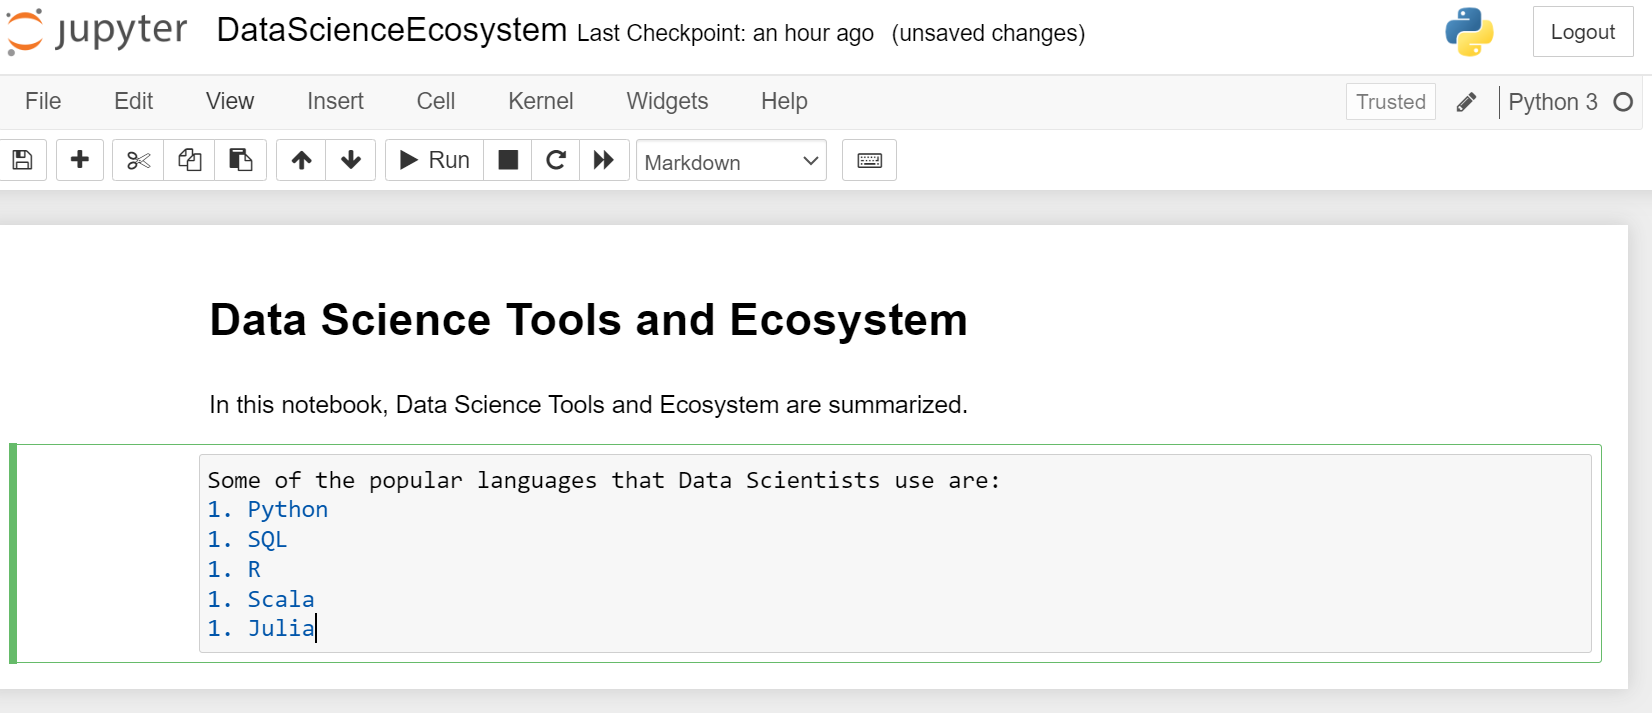 jupyter DataScienceEcosystem Last Checkpoint: an hour ago (unsaved changes) Logout
File Edit View Insert Cell Kernel Widgets Help Trusted Python 3
Run Markdown
Data Science Tools and Ecosystem
In this notebook, Data Science Tools and Ecosystem are summarized.
Some of the popular languages that Data Scientists use are:
1. Python
1. SQL
1. R
1. Scala
1. Julia